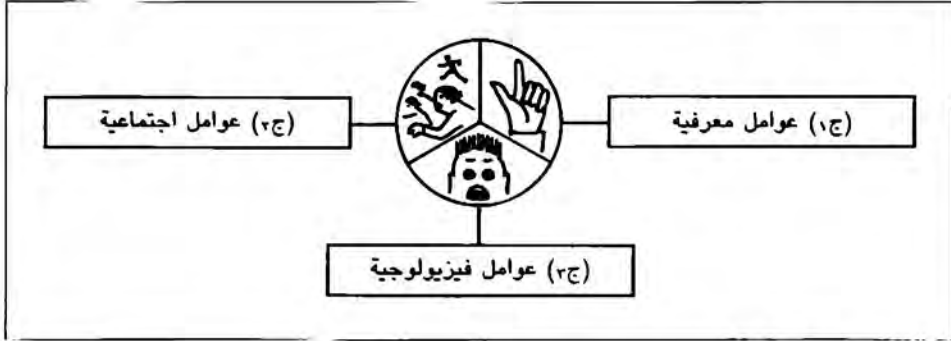 (ج١) عوامل معرفية
(ج٢) عوامل اجتماعية
(ج٣) عوامل فيزيولوجية